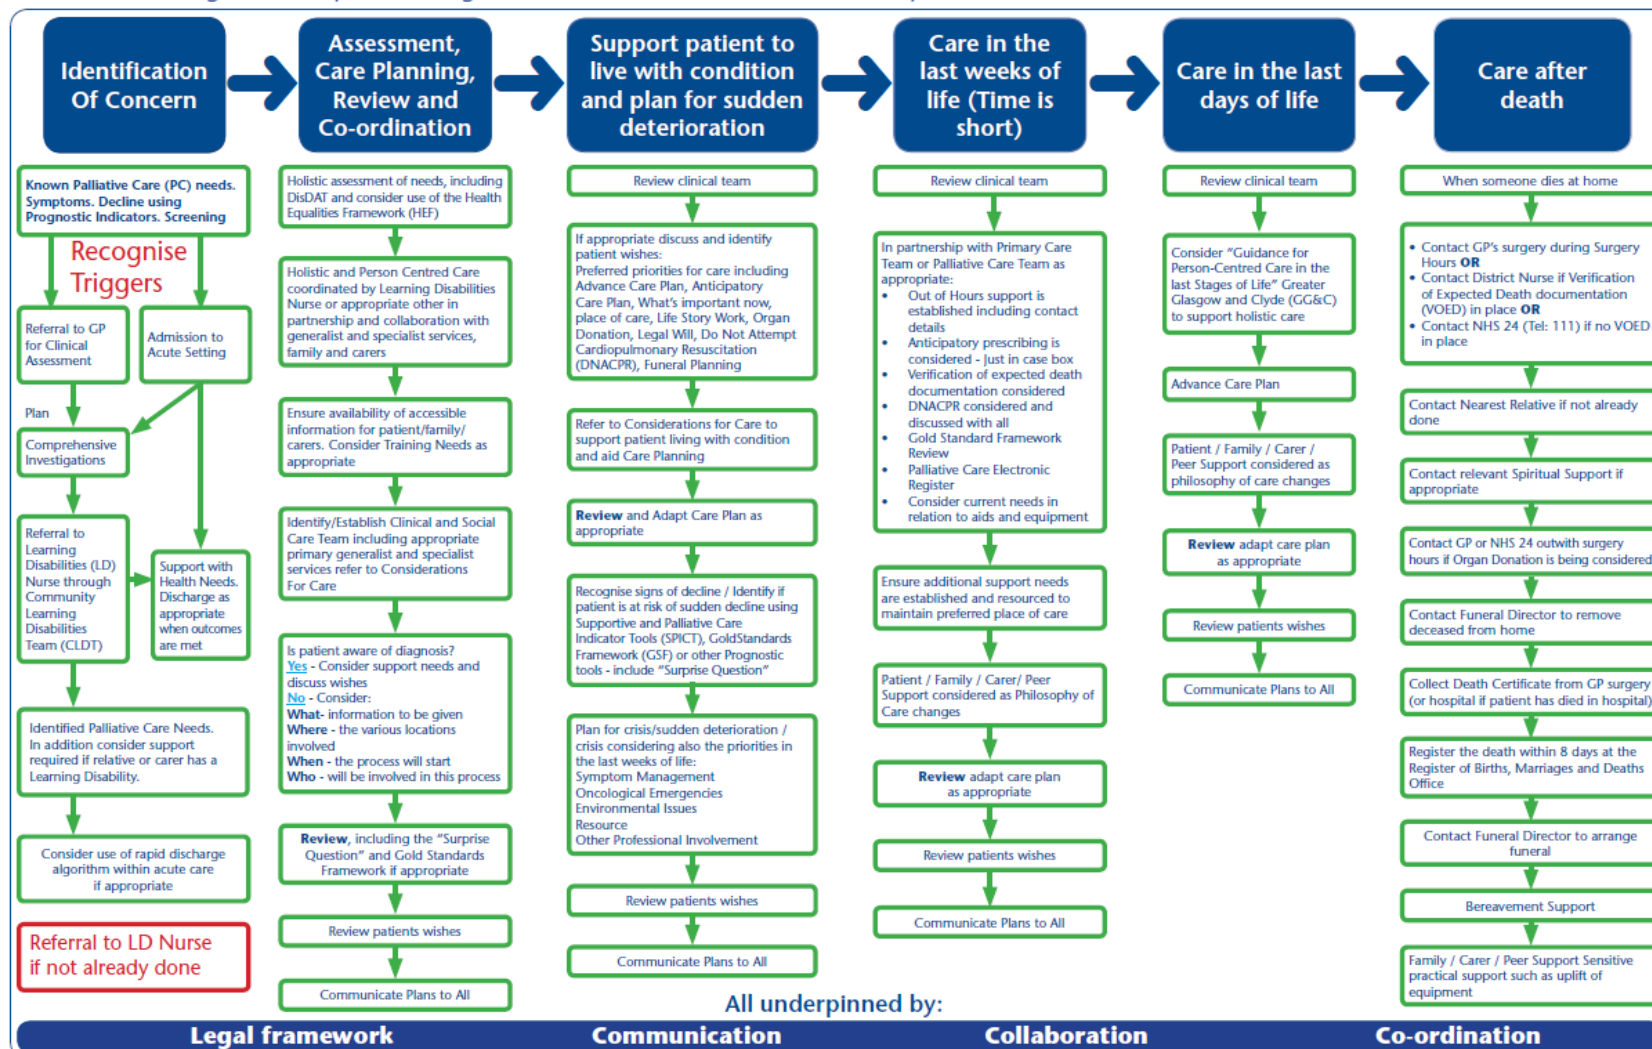 Identification
Of Concern
Assessment,
Care Planning,
Review and
Co-ordination
Support patient to
live with condition
and plan for sudden
deterioration
Care in the
last weeks of
life (Time is
short)
Care in the last
days of life
Care after
death
Known Palliative Care (PC) needs.
Symptoms. Decline using
Prognostic Indicators. Screening
Recognise
Triggers
Referral to GP
for Clinical
Assessment
Admission to
Acute Setting
Plan
Comprehensive
Investigations
Referral to
Learning
Disabilities (LD)
Nurse through
Community
Learning
Disabilities
Team (CLDT)
Support with
Health Needs.
Discharge as
appropriate
when outcomes
are met
Identified Palliative Care Needs.
In addition consider support
required if relative or carer has a
Learning Disability.
Consider use of rapid discharge
algorithm within acute care
if appropriate
Referral to LD Nurse
if not already done
Holistic assessment of needs, including
DisDAT and consider use of the Health
Equalities Framework (HEF)
Holistic and Person Centred Care
coordinated by Learning Disabilities
Nurse or appropriate other in
partnership and collaboration with
generalist and specialist services,
family and carers
Ensure availability of accessible
information for patient/family/
carers. Consider Training Needs as
appropriate
Identify/Establish Clinical and Social
Care Team including appropriate
primary generalist and specialist
services refer to Considerations
For Care
Is patient aware of diagnosis?
Yes - Consider support needs and
discuss wishes
No - Consider:
What- information to be given
Where - the various locations
involved
When - the process will start
Who - will be involved in this process
Review, including the "Surprise
Question" and Gold Standards
Framework if appropriate
Review patients wishes
Communicate Plans to All
Review clinical team
If appropriate discuss and identify
patient wishes:
Preferred priorities for care including
Advance Care Plan, Anticipatory
Care Plan, What's important now,
place of care, Life Story Work, Organ
Donation, Legal Will, Do Not Attempt
Cardiopulmonary Resuscitation
(DNACPR), Funeral Planning
Refer to Considerations for Care to
support patient living with condition
and aid Care Planning
Review and Adapt Care Plan as
appropriate
Recognise signs of decline / Identify if
patient is at risk of sudden decline using
Supportive and Palliative Care
Indicator Tools (SPICT), GoldStandards
Framework (GSF) or other Prognostic
tools - include "Surprise Question"
Plan for crisis/sudden deterioration /
crisis considering also the priorities in
the last weeks of life:
Symptom Management
Oncological Emergencies
Environmental Issues
Resource
Other Professional Involvement
Review patients wishes
Communicate Plans to All
Review clinical team
In partnership with Primary Care
Team or Palliative Care Team as
appropriate:
• Out of Hours support is
established including contact
details
• Anticipatory prescribing is
considered - Just in case box
• Verification of expected death
documentation considered
• DNACPR considered and
discussed with all
• Gold Standard Framework
Review
• Palliative Care Electronic
Register
• Consider current needs in
relation to aids and equipment
Ensure additional support needs
are established and resourced to
maintain preferred place of care
Patient / Family / Carer/ Peer
Support considered as Philosophy of
Care changes
Review adapt care plan
as appropriate
Review patients wishes
Communicate Plans to All
Review clinical team
Consider "Guidance for
Person-Centred Care in the
last Stages of Life" Greater
Glasgow and Clyde (GG&C)
to support holistic care
Advance Care Plan
Patient / Family / Carer /
Peer Support considered as
philosophy of care changes
Review adapt care plan
as appropriate
Review patients wishes
Communicate Plans to All
When someone dies at home
• Contact GP's surgery during Surgery
Hours OR
• Contact District Nurse if Verification
of Expected Death documentation
(VOED) in place OR
• Contact NHS 24 (Tel: 111) if no VOED
in place
Contact Nearest Relative if not already
done
Contact relevant Spiritual Support if
appropriate
Contact GP or NHS 24 outwith surgery
hours if Organ Donation is being considered
Contact Funeral Director to remove
deceased from home
Collect Death Certificate from GP surgery
(or hospital if patient has died in hospital)
Register the death within 8 days at the
Register of Births, Marriages and Deaths
Office
Contact Funeral Director to arrange
funeral
Bereavement Support
Family / Carer / Peer Support Sensitive
practical support such as uplift of
equipment
All underpinned by:
Legal framework
Communication
Collaboration
Co-ordination